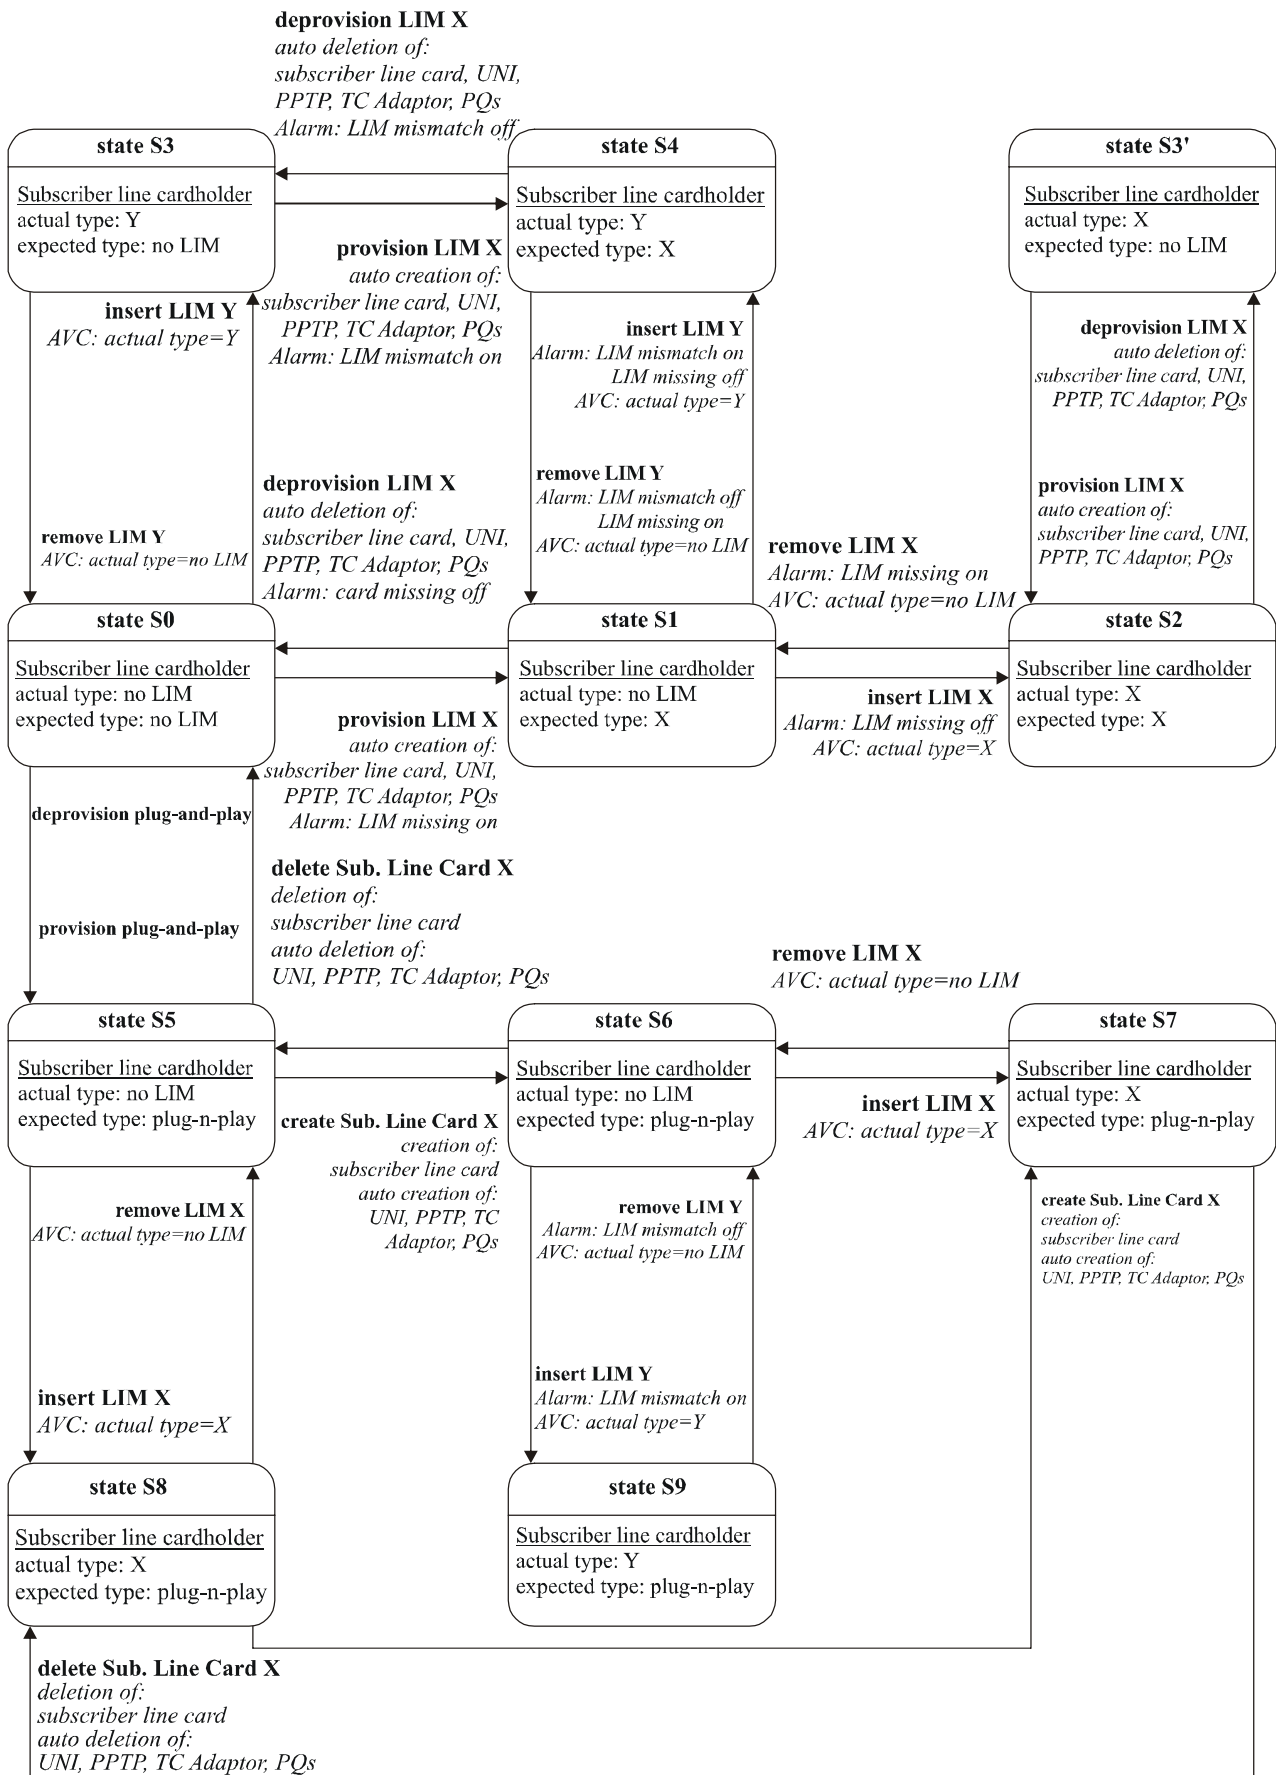 deprovision LIM X
auto deletion of:
subscriber line card, UNI,
PPTP, TC Adaptor, PQs
Alarm: LIM mismatch off
state S3
Subscriber line cardholder
actual type: Y
expected type: no LIM
state S4
Subscriber line cardholder
actual type: Y
expected type: X
state S3'
Subscriber line cardholder
actual type: X
expected type: no LIM
provision LIM X
auto creation of:
subscriber line card, UNI,
PPTP, TC Adaptor, PQs
Alarm: LIM mismatch on
insert LIM Y
AVC: actual type=Y
insert LIM Y
Alarm: LIM mismatch on
LIM missing off
AVC: actual type=Y
deprovision LIM X
auto deletion of:
subscriber line card, UNI,
PPTP, TC Adaptor, PQs
remove LIM Y
AVC: actual type=no LIM
deprovision LIM X
auto deletion of:
subscriber line card, UNI,
PPTP, TC Adaptor, PQs
Alarm: card missing off
remove LIM Y
Alarm: LIM mismatch off
LIM missing on
AVC: actual type=no LIM
remove LIM X
Alarm: LIM missing on
AVC: actual type=no LIM
provision LIM X
auto creation of:
subscriber line card, UNI,
PPTP, TC Adaptor, PQs
state S0
Subscriber line cardholder
actual type: no LIM
expected type: no LIM
state S1
Subscriber line cardholder
actual type: no LIM
expected type: X
state S2
Subscriber line cardholder
actual type: X
expected type: X
provision LIM X
auto creation of:
subscriber line card, UNI,
PPTP, TC Adaptor, PQs
Alarm: LIM missing on
insert LIM X
Alarm: LIM missing off
AVC: actual type=X
deprovision plug-and-play
provision plug-and-play
delete Sub. Line Card X
deletion of:
subscriber line card
auto deletion of:
UNI, PPTP, TC Adaptor, PQs
remove LIM X
AVC: actual type=no LIM
state S5
Subscriber line cardholder
actual type: no LIM
expected type: plug-n-play
state S6
Subscriber line cardholder
actual type: no LIM
expected type: plug-n-play
state S7
Subscriber line cardholder
actual type: X
expected type: plug-n-play
create Sub. Line Card X
creation of:
subscriber line card
auto creation of:
UNI, PPTP, TC
Adaptor, PQs
insert LIM X
AVC: actual type=X
remove LIM X
AVC: actual type=no LIM
remove LIM Y
Alarm: LIM mismatch off
AVC: actual type=no LIM
create Sub. Line Card X
creation of:
subscriber line card
auto creation of:
UNI, PPTP, TC Adaptor, PQs
insert LIM X
AVC: actual type=X
insert LIM Y
Alarm: LIM mismatch on
AVC: actual type=Y
state S8
Subscriber line cardholder
actual type: X
expected type: plug-n-play
state S9
Subscriber line cardholder
actual type: Y
expected type: plug-n-play
delete Sub. Line Card X
deletion of:
subscriber line card
auto deletion of:
UNI, PPTP, TC Adaptor, PQs